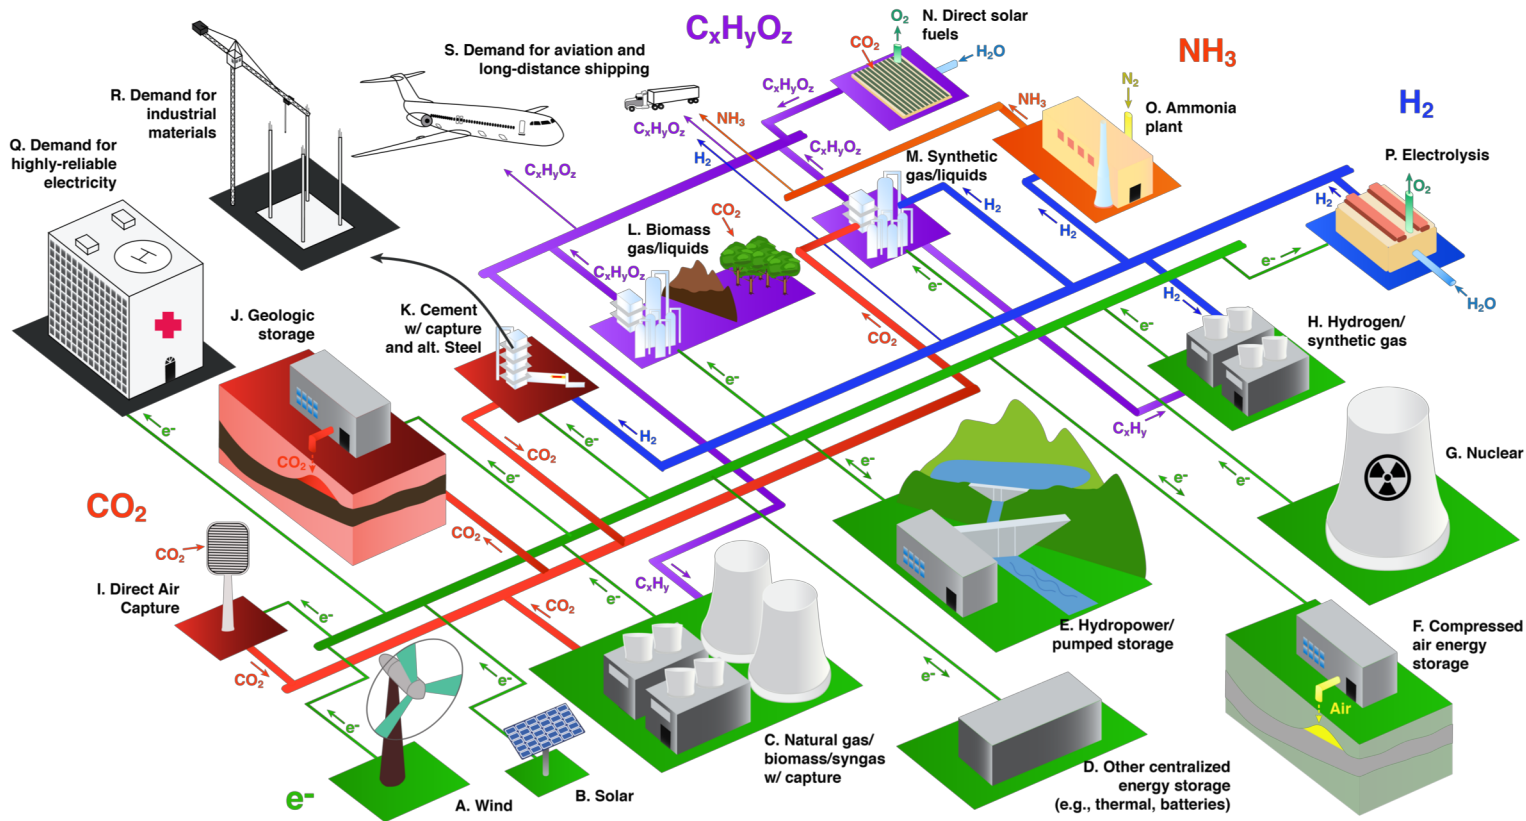 CxHyOz
NH₃
H₂
CO₂
e-
N. Direct solar
fuels
O₂
CO₂
H₂O
CxHyOz
S. Demand for aviation and
long-distance shipping
R. Demand for
industrial
materials
Q. Demand for
highly-reliable
electricity
N₂
NH₃
O. Ammonia
plant
CxHyOz
NH₃
H₂
CxHyOz
CxHyOz
M. Synthetic
gas/liquids
H₂
H₂
P. Electrolysis
O₂
H₂
H₂O
e-
L. Biomass
gas/liquids
CO₂
CxHyOz
e-
H₂
H. Hydrogen/
synthetic gas
e-
CO₂
CxHy
J. Geologic
storage
CO₂
K. Cement
w/ capture
and alt. Steel
H₂
CO₂
e-
e-
e-
e-
e-
G. Nuclear
e-
e-
CO₂
CO₂
I. Direct Air
Capture
CO₂
e-
e-
e-
e-
A. Wind
B. Solar
CxHy
CO₂
e-
C. Natural gas/
biomass/syngas
w/ capture
e-
D. Other centralized
energy storage
(e.g., thermal, batteries)
E. Hydropower/
pumped storage
F. Compressed
air energy
storage
Air